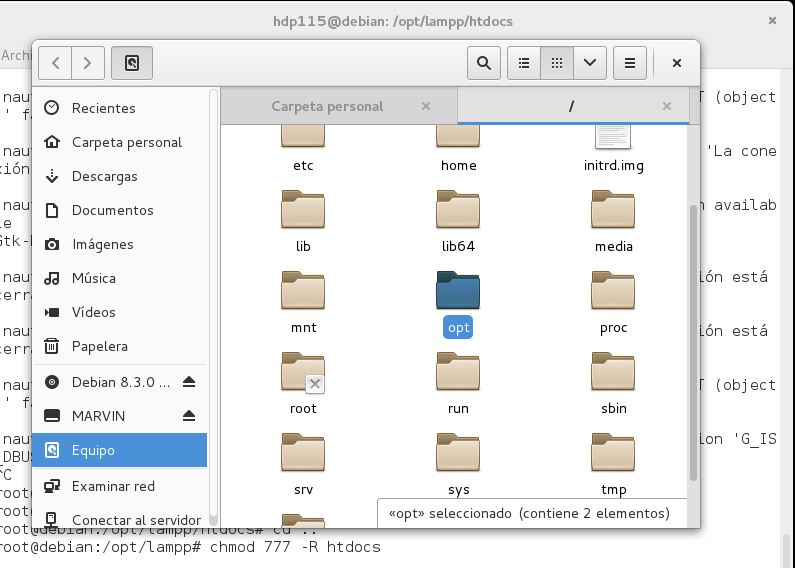 hdp115@debian: /opt/lampp/htdocs
Archi
Recientes
Carpeta personal
Descargas
Documentos
Imágenes
Música
Vídeos
Papelera
Debian 8.3.0 ...
MARVIN
Equipo
Examinar red
Conectar al servidor
Carpeta personal
/
etc
home
initrd.img
lib
lib64
media
mnt
opt
proc
root
run
sbin
srv
sys
tmp
«opt» seleccionado (contiene 2 elementos)
nau
T (object
' f
nau
'La cone
xión
nau
n availab
le
Gtk-
nau
ión está
cerr
nau
ión está
cerr
nau
T (object
' f
nau
ion 'G_IS
DBU
^C
root@
root@
root@debian:/opt/lampp/htdocs# cd ..
root@debian:/opt/lampp# chmod 777 -R htdocs